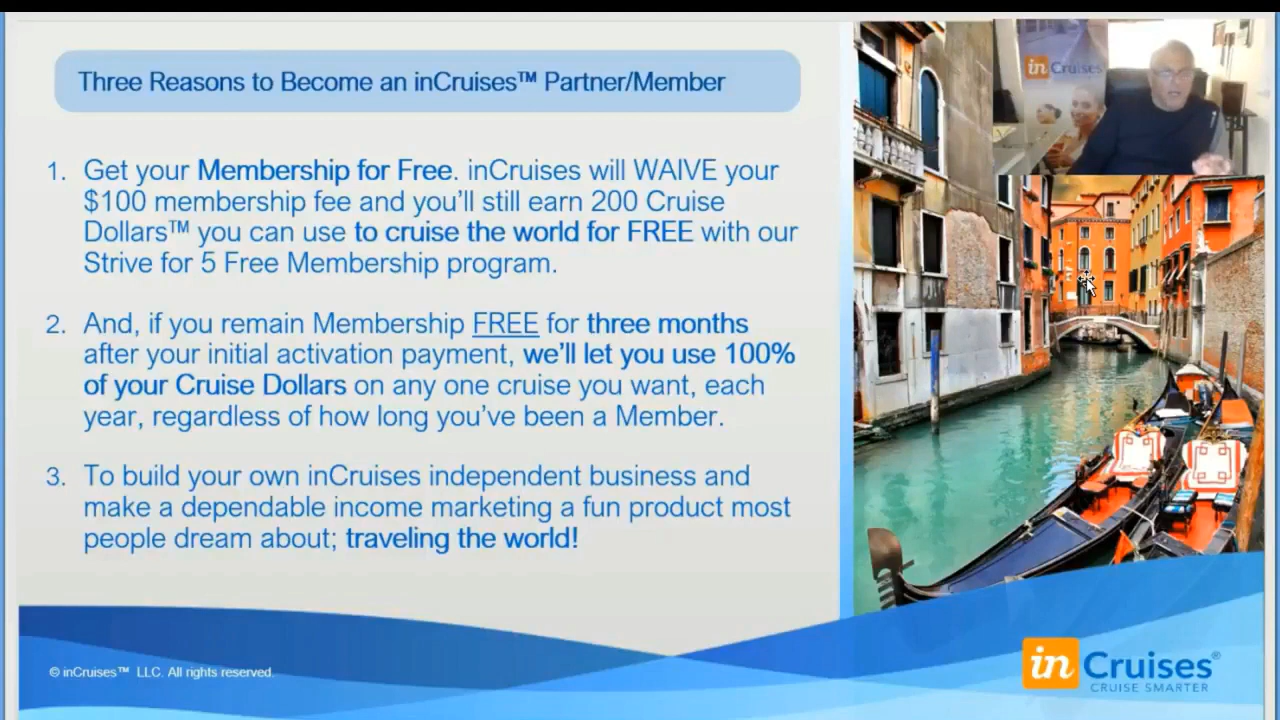 Three Reasons to Become an inCruises™ Partner/Member
1. Get your Membership for Free. inCruises will WAIVE your
$100 membership fee and you'll still earn 200 Cruise
Dollars™ you can use to cruise the world for FREE with our
Strive for 5 Free Membership program.
2. And, if you remain Membership FREE for three months
after your initial activation payment, we'll let you use 100%
of your Cruise Dollars on any one cruise you want, each
year, regardless of how long you've been a Member.
3. To build your own inCruises independent business and
make a dependable income marketing a fun product most
people dream about; traveling the world!
in Cruises
© inCruises™ LLC. All rights reserved.
in Cruises®
CRUISE SMARTER